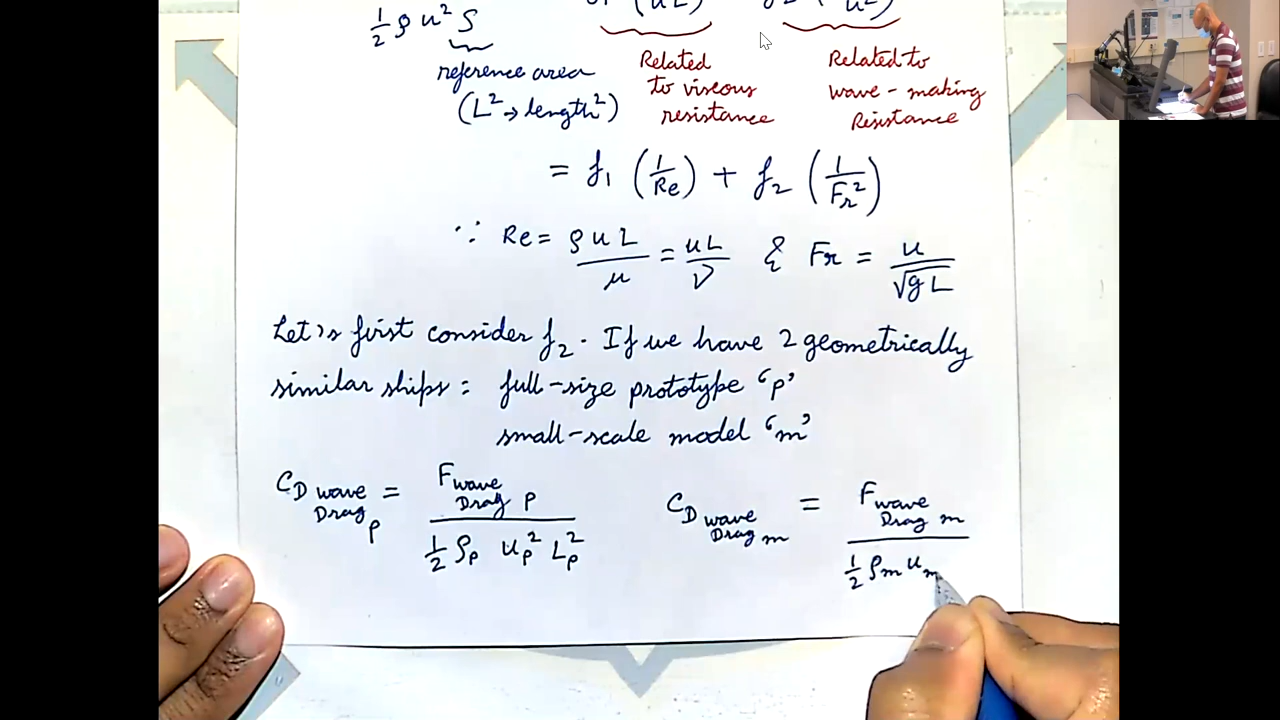 1/2 ρ u² S
reference area
(L² → length²)
Related to viscous resistance
Related to wave-making Resistance
= f₁ (1/Re) + f₂ (1/Fr²)
∵ Re = ρuL/μ = uL/ν & Fr = u/√gL
Let's first consider f₂. If we have 2 geometrically
similar ships: full-size prototype 'p'
small-scale model 'm'
C_D wave Drag p = F wave Drag p / 1/2 ρp up² Lp²
C_D wave Drag m = F wave Drag m / 1/2 ρm um